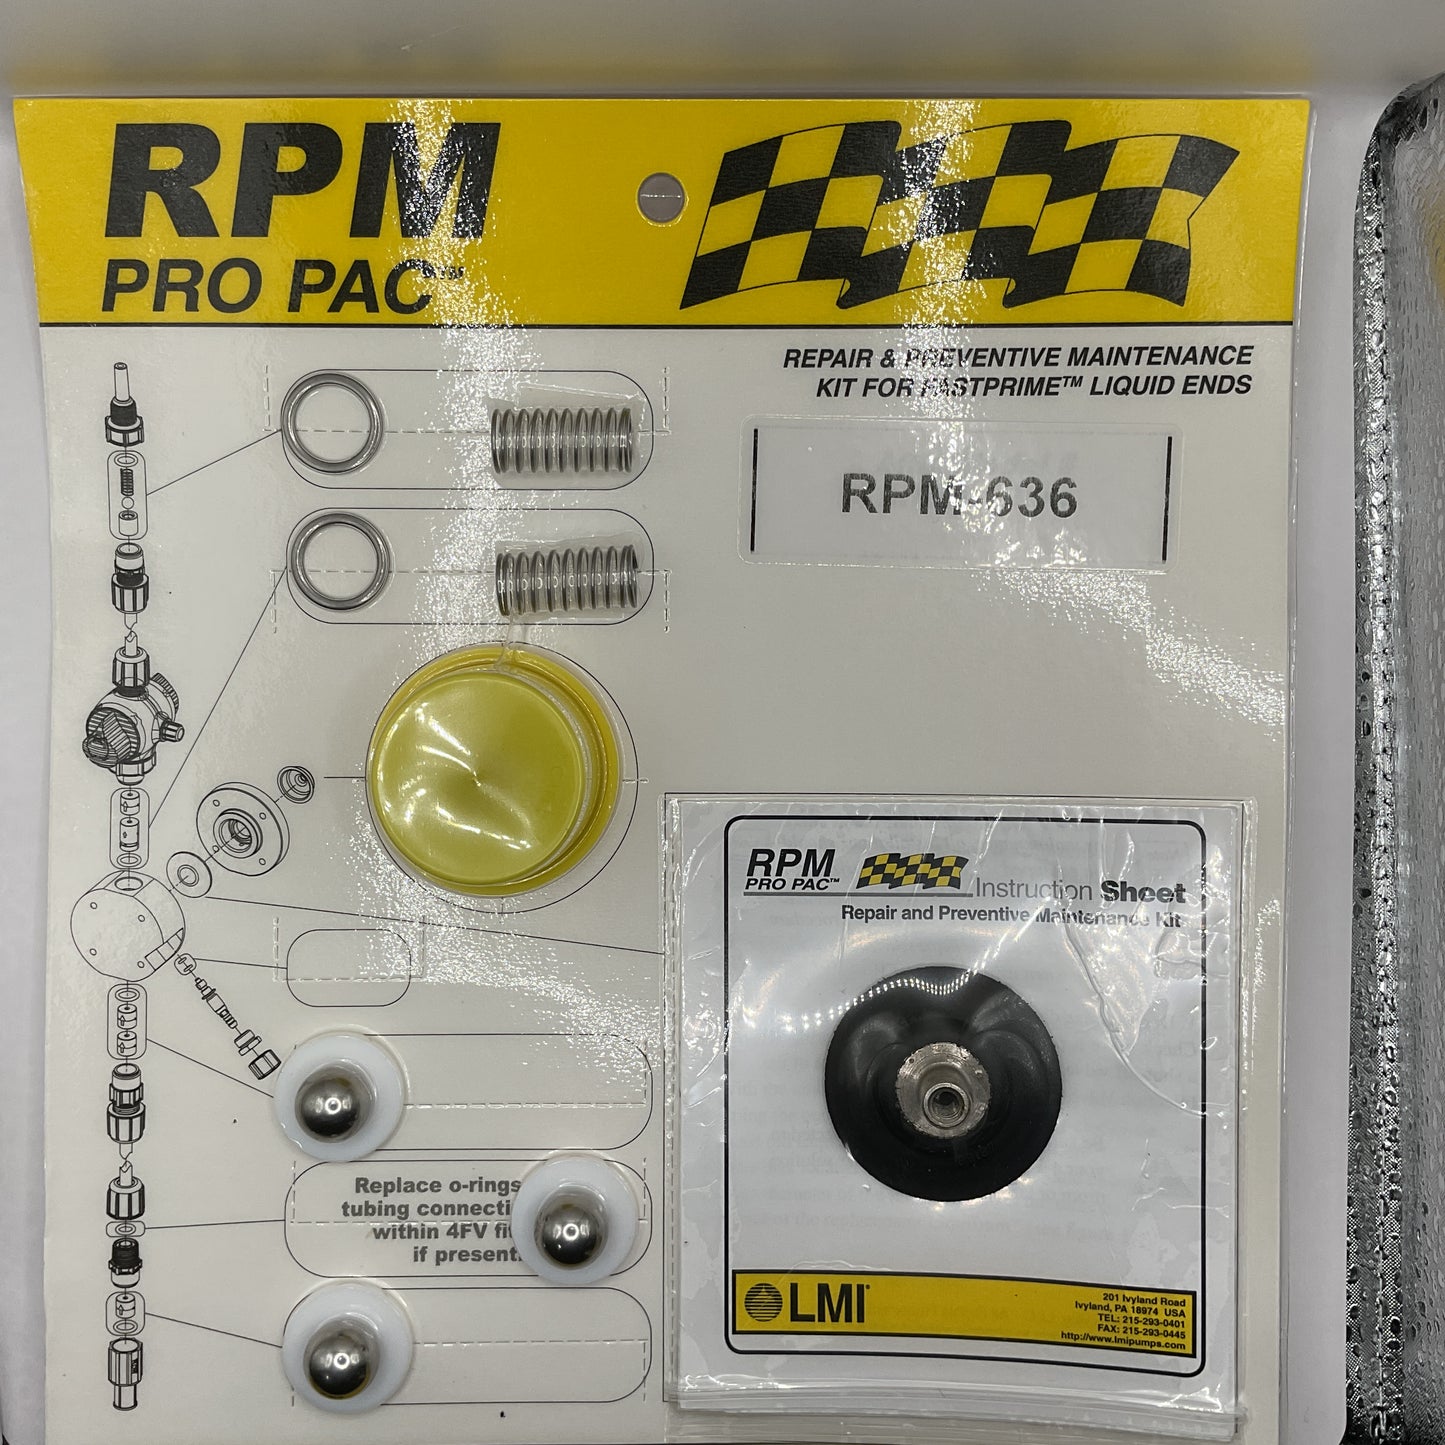 RPM
PRO PAC™
REPAIR & PREVENTIVE MAINTENANCE
KIT FOR FASTPRIME™ LIQUID ENDS
RPM-636
RPM
PRO PAC™
Instruction Sheet
Repair and Preventive Maintenance Kit
Replace o-rings
tubing connecti
within 4FV fi
if present.
LMI
201 Ivyland Road
Ivyland, PA 18974 USA
TEL: 215-293-0401
FAX: 215-293-0445
http://www.lmipumps.com